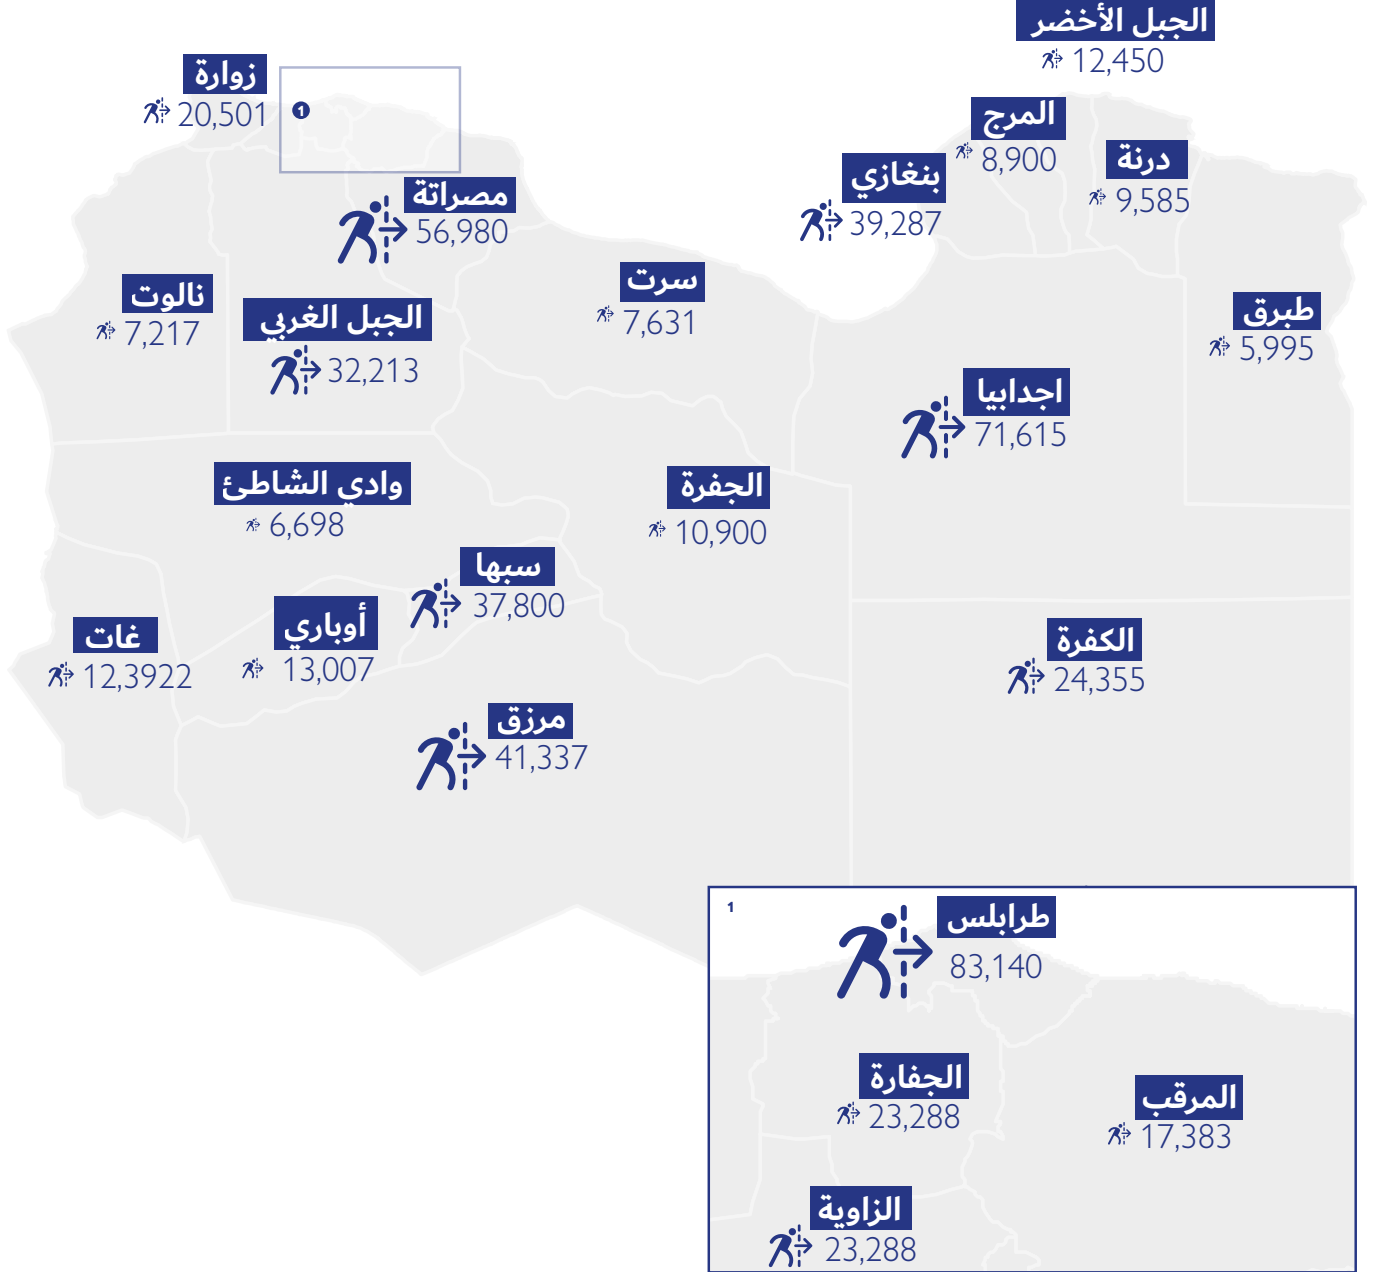 الجبل الأخضر
12,450
زوارة
20,501
1
المرج
8,900
درنة
9,585
بنغازي
39,287
مصراتة
56,980
سرت
7,631
نالوت
7,217
الجبل الغربي
32,213
طبرق
5,995
اجدابيا
71,615
وادي الشاطئ
6,698
الجفرة
10,900
سبها
37,800
أوباري
13,007
غات
12,3922
الكفرة
24,355
مرزق
41,337
1
طرابلس
83,140
الجفارة
23,288
المرقب
17,383
الزاوية
23,288